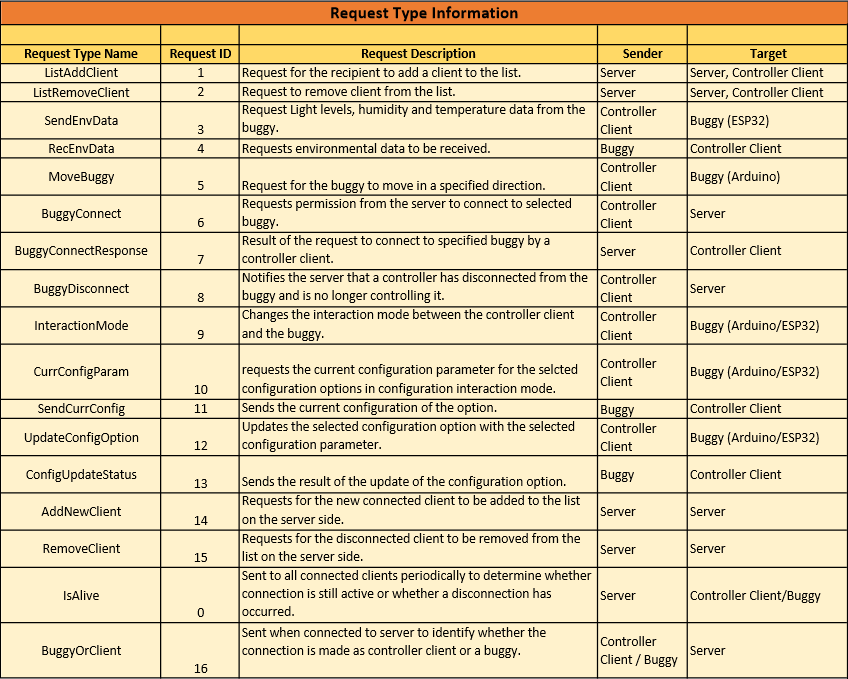 Request Type Information
Request Type Name Request ID Request Description Sender Target
ListAddClient 1 Request for the recipient to add a client to the list. Server Server, Controller Client
ListRemoveClient 2 Request to remove client from the list. Server Server, Controller Client
SendEnvData 3 Request Light levels, humidity and temperature data from the
buggy. Controller
Client Buggy (ESP32)
RecEnvData 4 Requests environmental data to be received. Buggy Controller Client
MoveBuggy 5 Request for the buggy to move in a specified direction. Controller
Client Buggy (Arduino)
BuggyConnect 6 Requests permission from the server to connect to selected
buggy. Controller
Client Server
BuggyConnectResponse 7 Result of the request to connect to specified buggy by a
controller client. Server Controller Client
BuggyDisconnect 8 Notifies the server that a controller has disconnected from the
buggy and is no longer controlling it. Controller
Client Server
InteractionMode 9 Changes the interaction mode between the controller client
and the buggy. Controller
Client Buggy (Arduino/ESP32)
CurrConfigParam 10 requests the current configuration parameter for the selcted
configuration options in configuration interaction mode. Controller
Client Buggy (Arduino/ESP32)
SendCurrConfig 11 Sends the current configuration of the option. Buggy Controller Client
UpdateConfigOption 12 Updates the selected configuration option with the selected
configuration parameter. Controller
Client Buggy (Arduino/ESP32)
ConfigUpdateStatus 13 Sends the result of the update of the configuration option. Buggy Controller Client
AddNewClient 14 Requests for the new connected client to be added to the list
on the server side. Server Server
RemoveClient 15 Requests for the disconnected client to be removed from the
list on the server side. Server Server
IsAlive 0 Sent to all connected clients periodically to determine whether
connection is still active or whether a disconnection has
occurred. Server Controller Client/Buggy
BuggyOrClient 16 Sent when connected to server to identify whether the
connection is made as controller client or a buggy. Controller
Client / Buggy Server